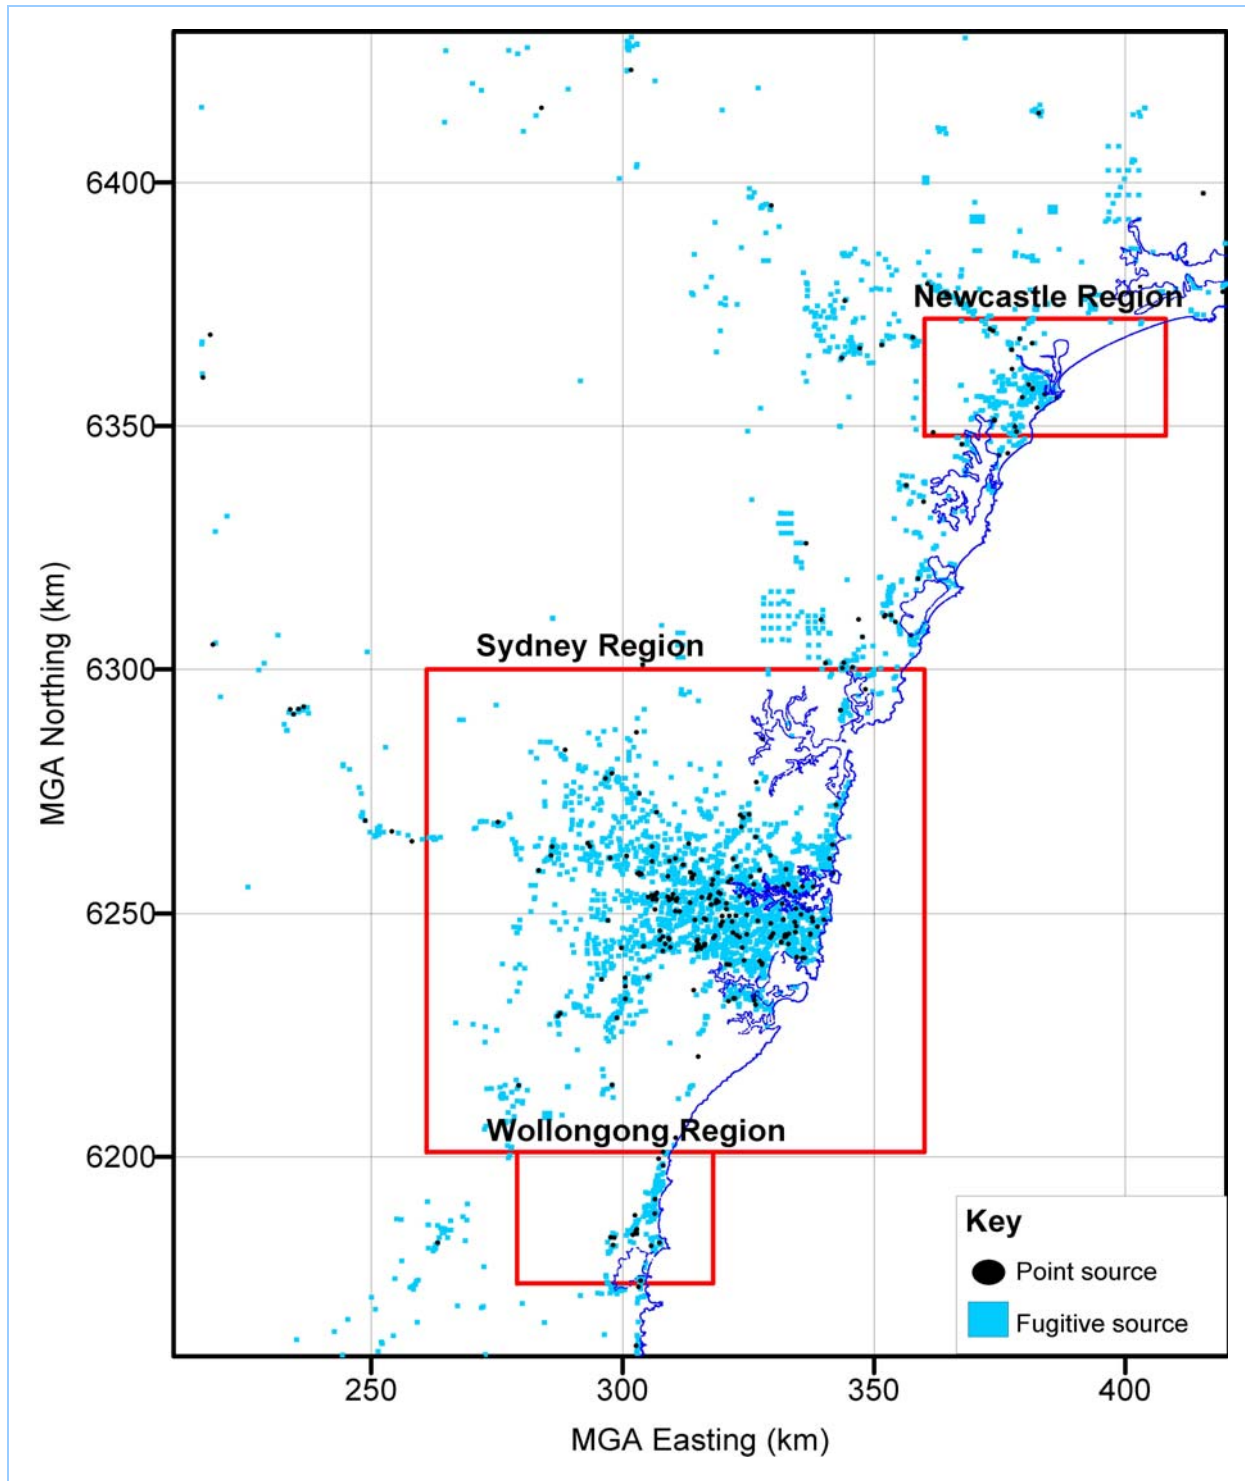 6400
Newcastle Region
6350
Sydney Region
6300
MGA Northing (km)
6250
Wollongong Region
6200
Key
Point source
Fugitive source
250
300
350
400
MGA Easting (km)